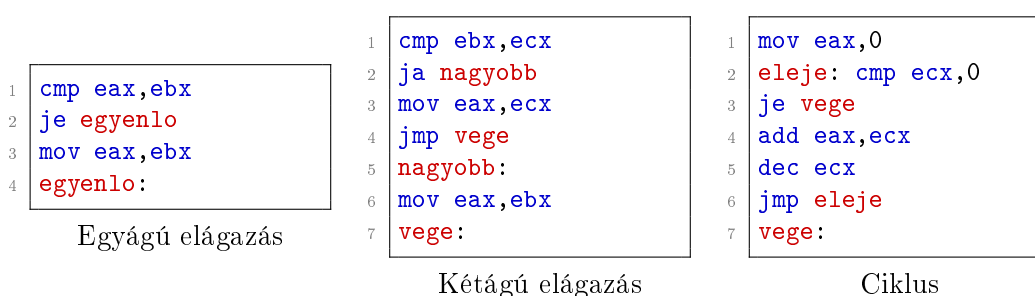 1 cmp eax,ebx
2 je egyenlo
3 mov eax,ebx
4 egyenlo:
Egyágú elágazás
1 cmp ebx,ecx
2 ja nagyobb
3 mov eax,ecx
4 jmp vege
5 nagyobb:
6 mov eax,ebx
7 vege:
Kétágú elágazás
1 mov eax,0
2 eleje: cmp ecx,0
3 je vege
4 add eax,ecx
5 dec ecx
6 jmp eleje
7 vege:
Ciklus